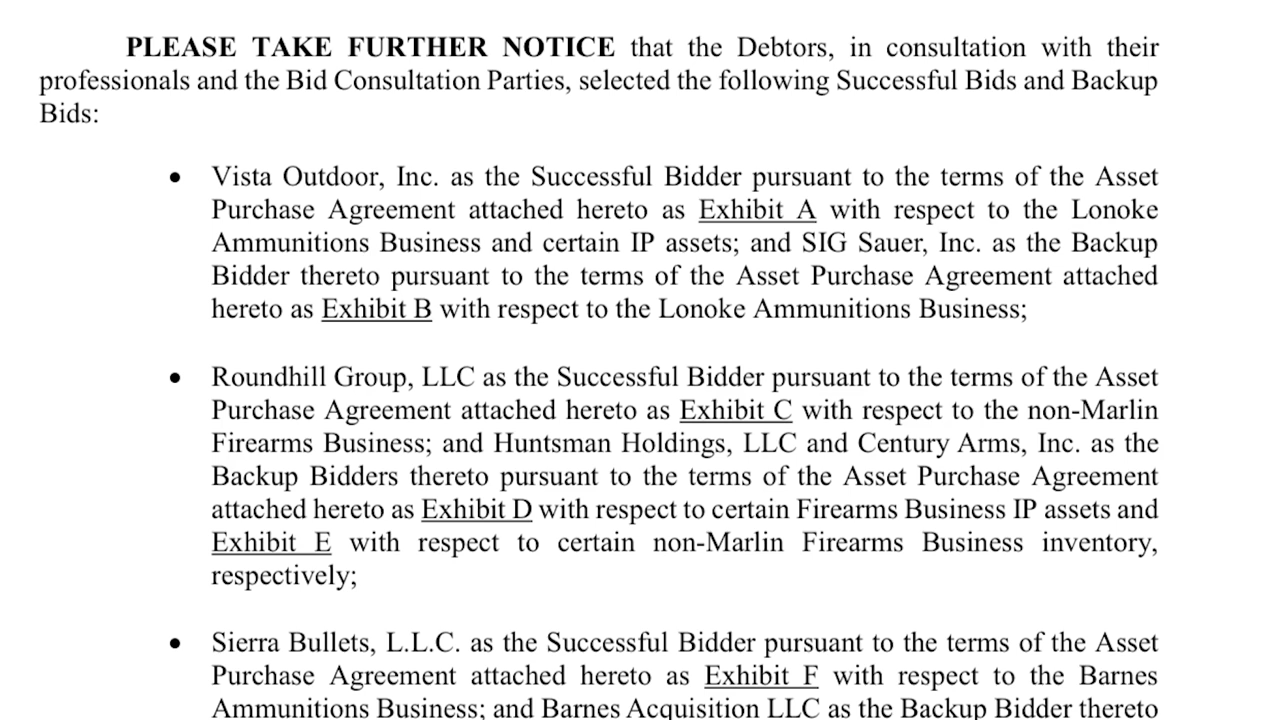 PLEASE TAKE FURTHER NOTICE that the Debtors, in consultation with their
professionals and the Bid Consultation Parties, selected the following Successful Bids and Backup
Bids:
• Vista Outdoor, Inc. as the Successful Bidder pursuant to the terms of the Asset
Purchase Agreement attached hereto as Exhibit A with respect to the Lonoke
Ammunitions Business and certain IP assets; and SIG Sauer, Inc. as the Backup
Bidder thereto pursuant to the terms of the Asset Purchase Agreement attached
hereto as Exhibit B with respect to the Lonoke Ammunitions Business;
• Roundhill Group, LLC as the Successful Bidder pursuant to the terms of the Asset
Purchase Agreement attached hereto as Exhibit C with respect to the non-Marlin
Firearms Business; and Huntsman Holdings, LLC and Century Arms, Inc. as the
Backup Bidders thereto pursuant to the terms of the Asset Purchase Agreement
attached hereto as Exhibit D with respect to certain Firearms Business IP assets and
Exhibit E with respect to certain non-Marlin Firearms Business inventory,
respectively;
• Sierra Bullets, L.L.C. as the Successful Bidder pursuant to the terms of the Asset
Purchase Agreement attached hereto as Exhibit F with respect to the Barnes
Ammunitions Business; and Barnes Acquisition LLC as the Backup Bidder thereto